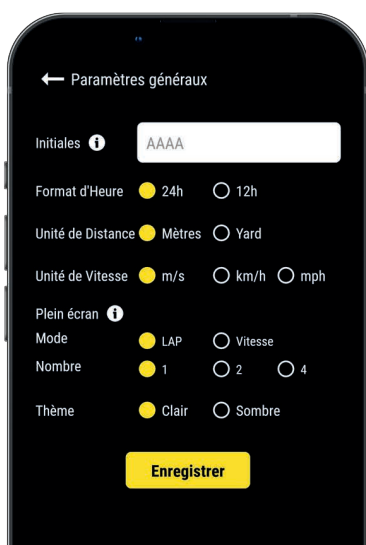 Paramètres généraux
Initiales i AAAA
Format d'Heure 24h 12h
Unité de Distance Mètres Yard
Unité de Vitesse m/s km/h mph
Plein écran i
Mode LAP Vitesse
Nombre 1 2 4
Thème Clair Sombre
Enregistrer